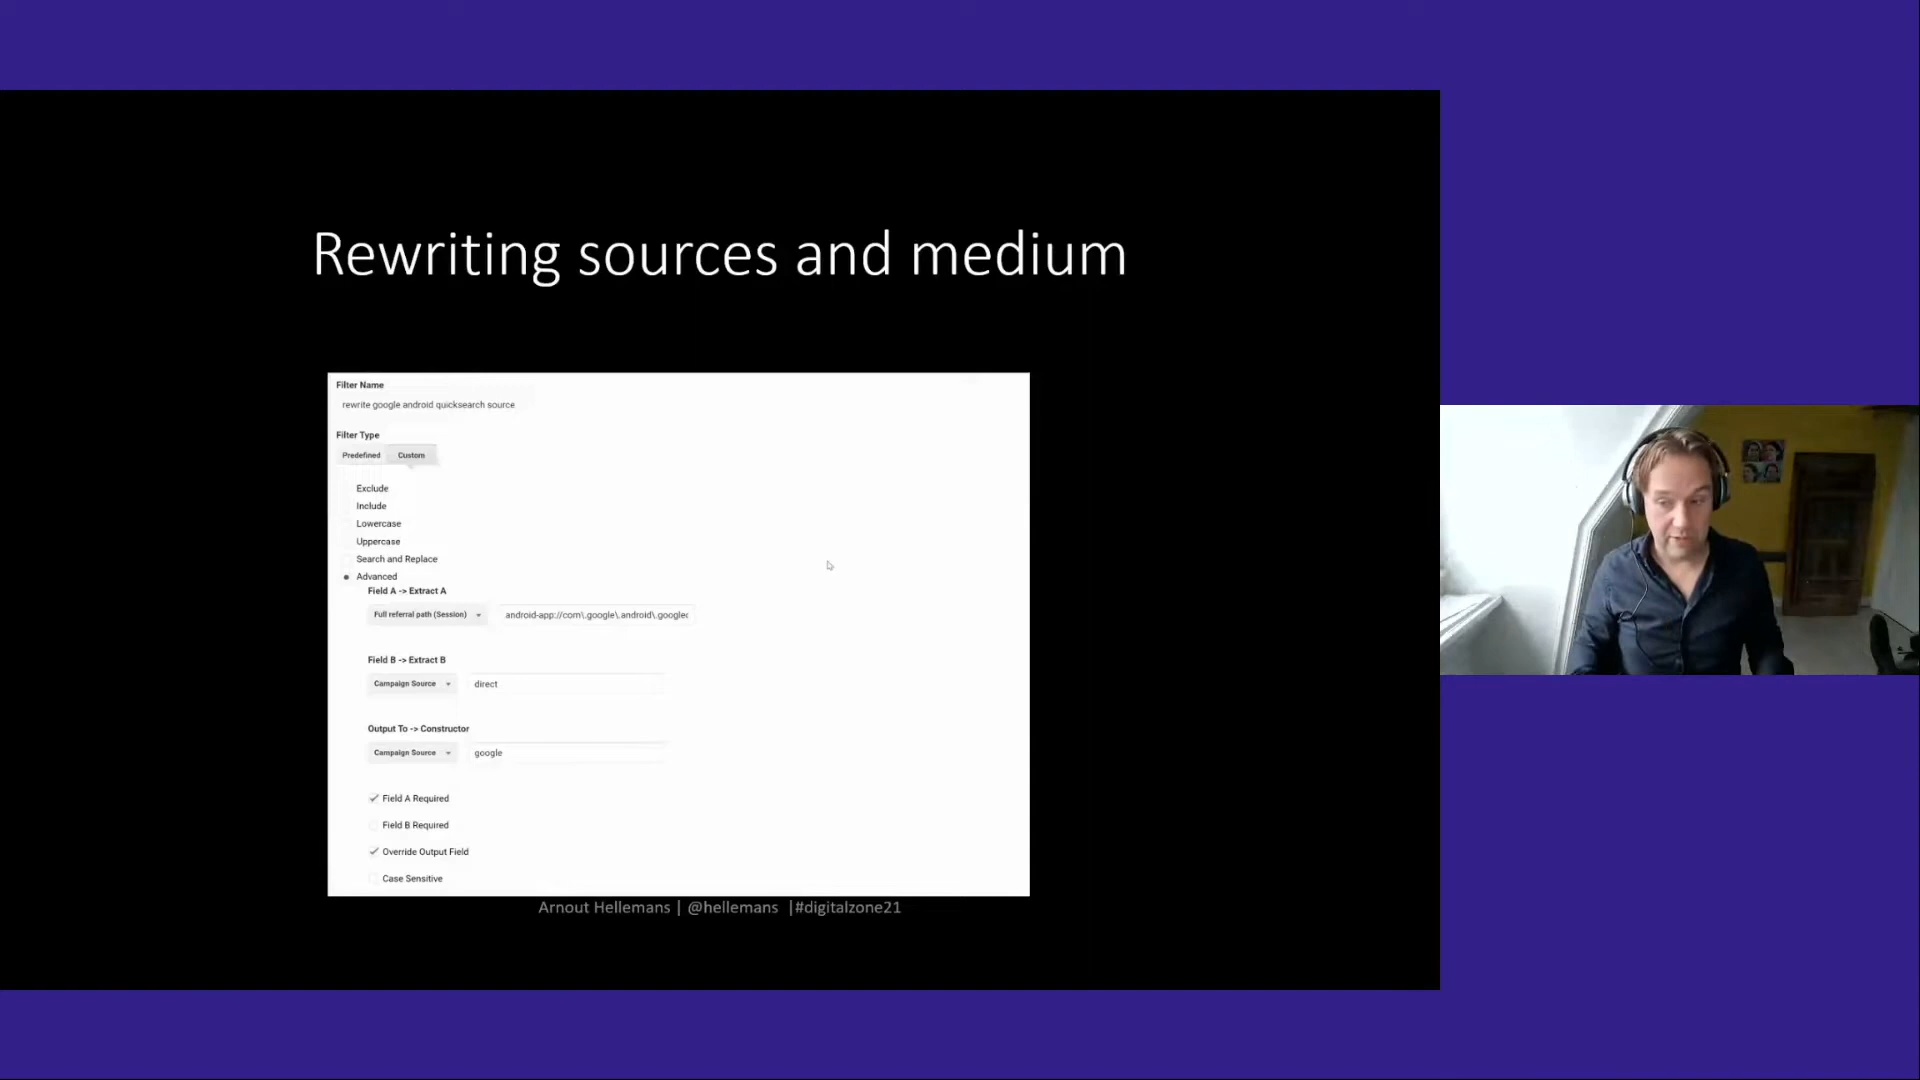 Rewriting sources and medium
Filter Name
rewrite google android quicksearch source
Filter Type
Predefined Custom
Exclude
Include
Lowercase
Uppercase
Search and Replace
Advanced
Field A -> Extract A
Full referral path (Session) android-app://com\.google\.android\.google
Field B -> Extract B
Campaign Source direct
Output To -> Constructor
Campaign Source google
Field A Required
Field B Required
Override Output Field
Case Sensitive
Arnout Hellemans | @hellemans |#digitalzone21